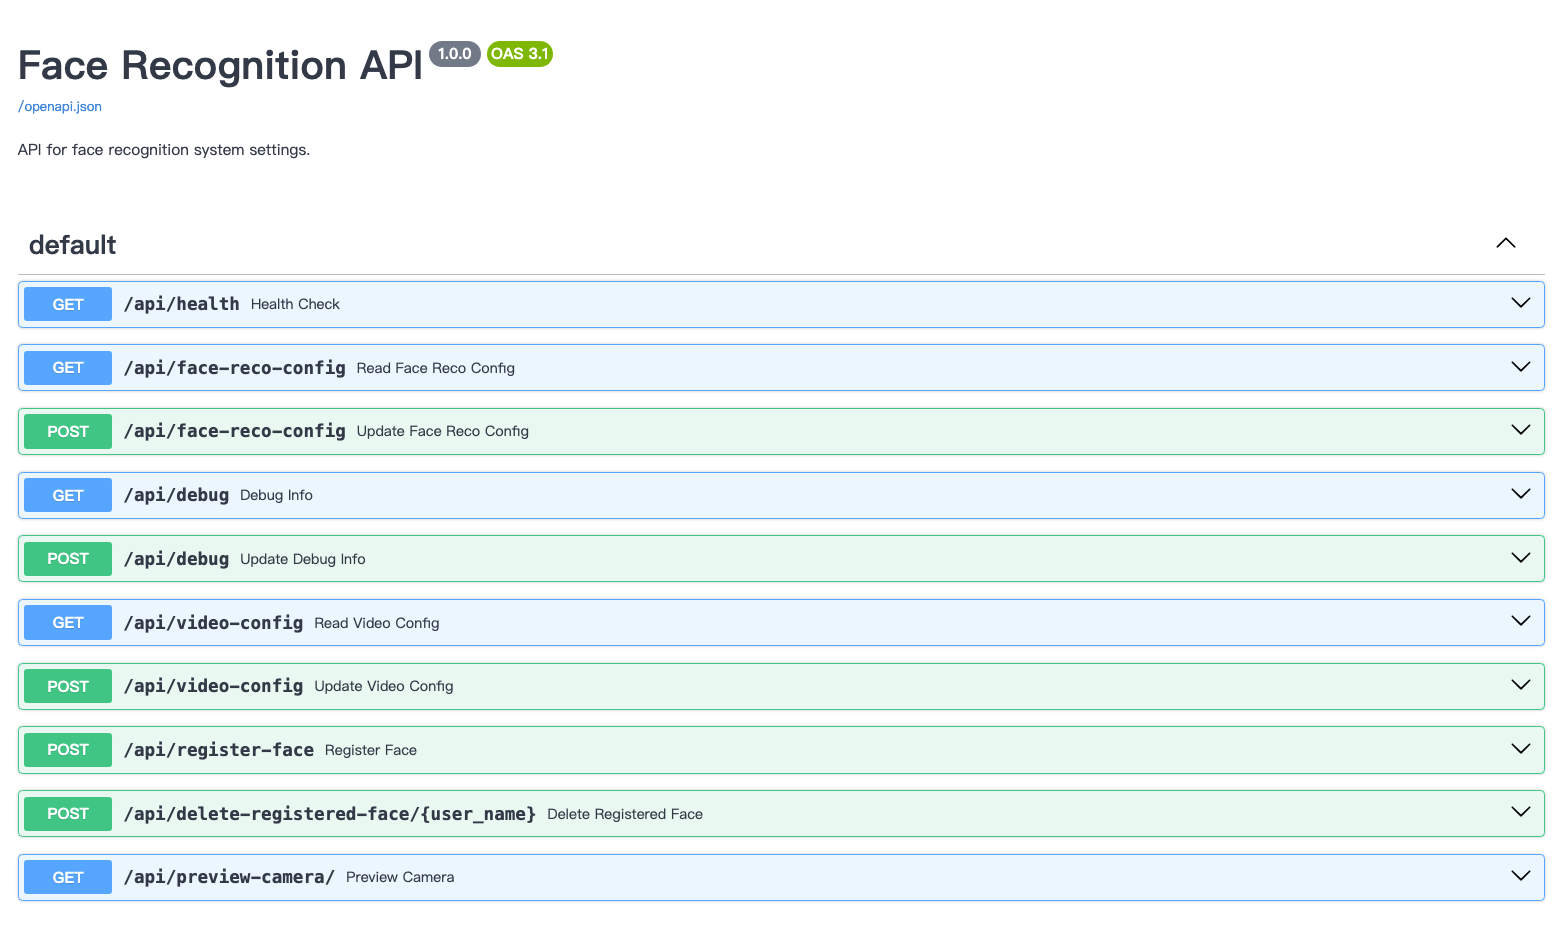 Face Recognition API 1.0.0 OAS 3.1
/openapi.json
API for face recognition system settings.
default
GET /api/health Health Check
GET /api/face-reco-config Read Face Reco Config
POST /api/face-reco-config Update Face Reco Config
GET /api/debug Debug Info
POST /api/debug Update Debug Info
GET /api/video-config Read Video Config
POST /api/video-config Update Video Config
POST /api/register-face Register Face
POST /api/delete-registered-face/{user_name} Delete Registered Face
GET /api/preview-camera/ Preview Camera